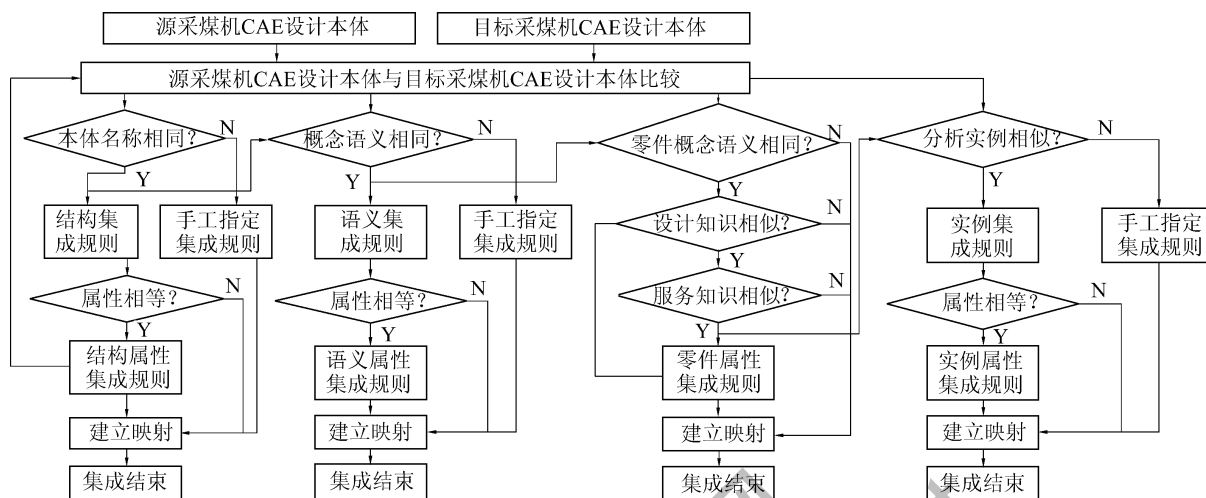 源采煤机CAE设计本体
目标采煤机CAE设计本体
源采煤机CAE设计本体与目标采煤机CAE设计本体比较
本体名称相同?
N
Y
结构集
成规则
手工指定
集成规则
属性相等?
N
Y
结构属性
集成规则
建立映射
集成结束
概念语义相同?
N
Y
语义集
成规则
手工指定
集成规则
属性相等?
N
Y
语义属性
集成规则
建立映射
集成结束
零件概念语义相同?
N
Y
设计知识相似?
N
Y
服务知识相似?
N
Y
零件属性
集成规则
建立映射
集成结束
分析实例相似?
N
Y
实例集
成规则
手工指定
集成规则
属性相等?
N
Y
实例属性
集成规则
建立映射
集成结束